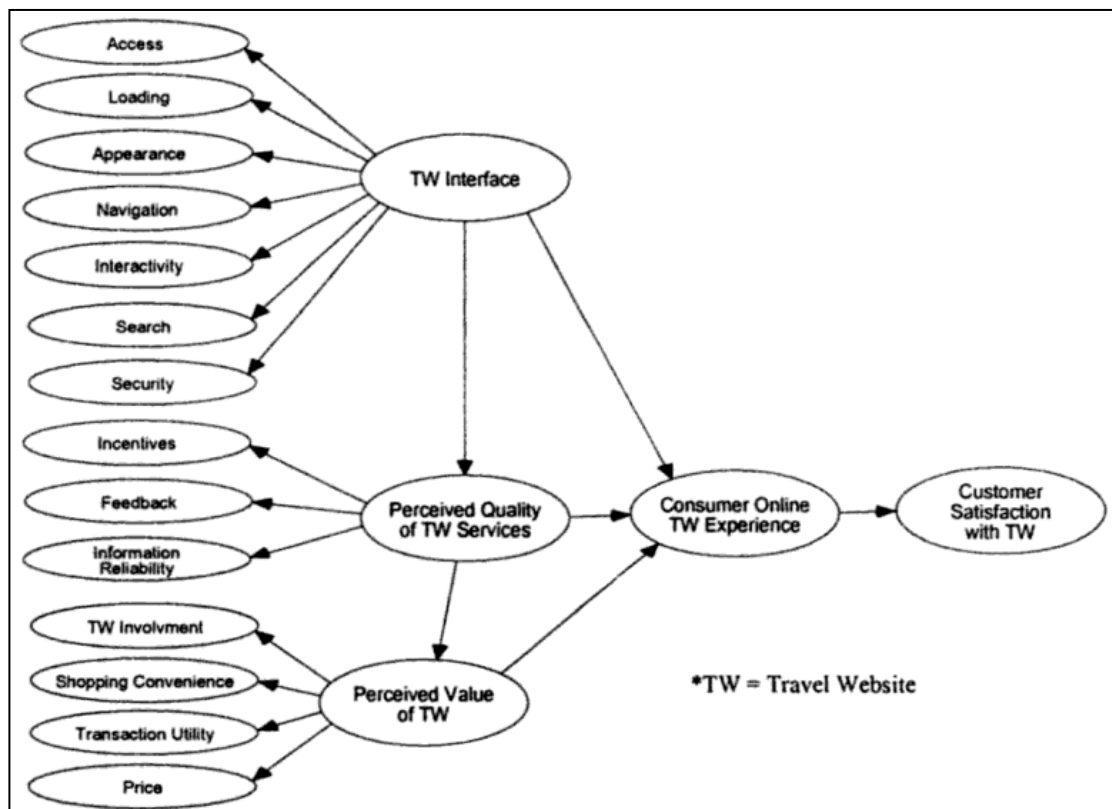 Access
Loading
Appearance
TW Interface
Navigation
Interactivity
Search
Security
Incentives
Feedback
Perceived Quality
of TW Services
Consumer Online
TW Experience
Customer
Satisfaction
with TW
Information
Reliability
TW Involvment
Shopping Convenience
Perceived Value
of TW
*TW = Travel Website
Transaction Utility
Price